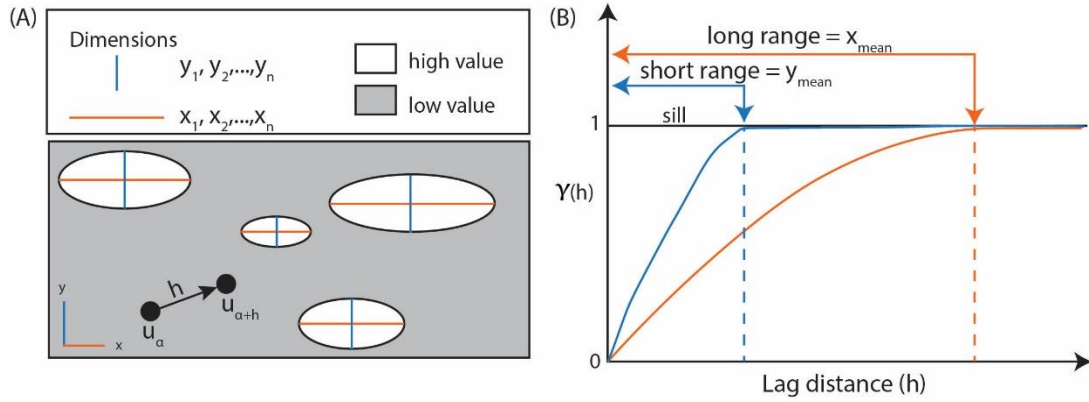 (A)
Dimensions
y₁, y₂,...,yₙ
x₁, x₂,...,xₙ
high value
low value
h
uα
uα+h
y
x
(B)
long range = xmean
short range = ymean
sill
1
γ(h)
0
Lag distance (h)